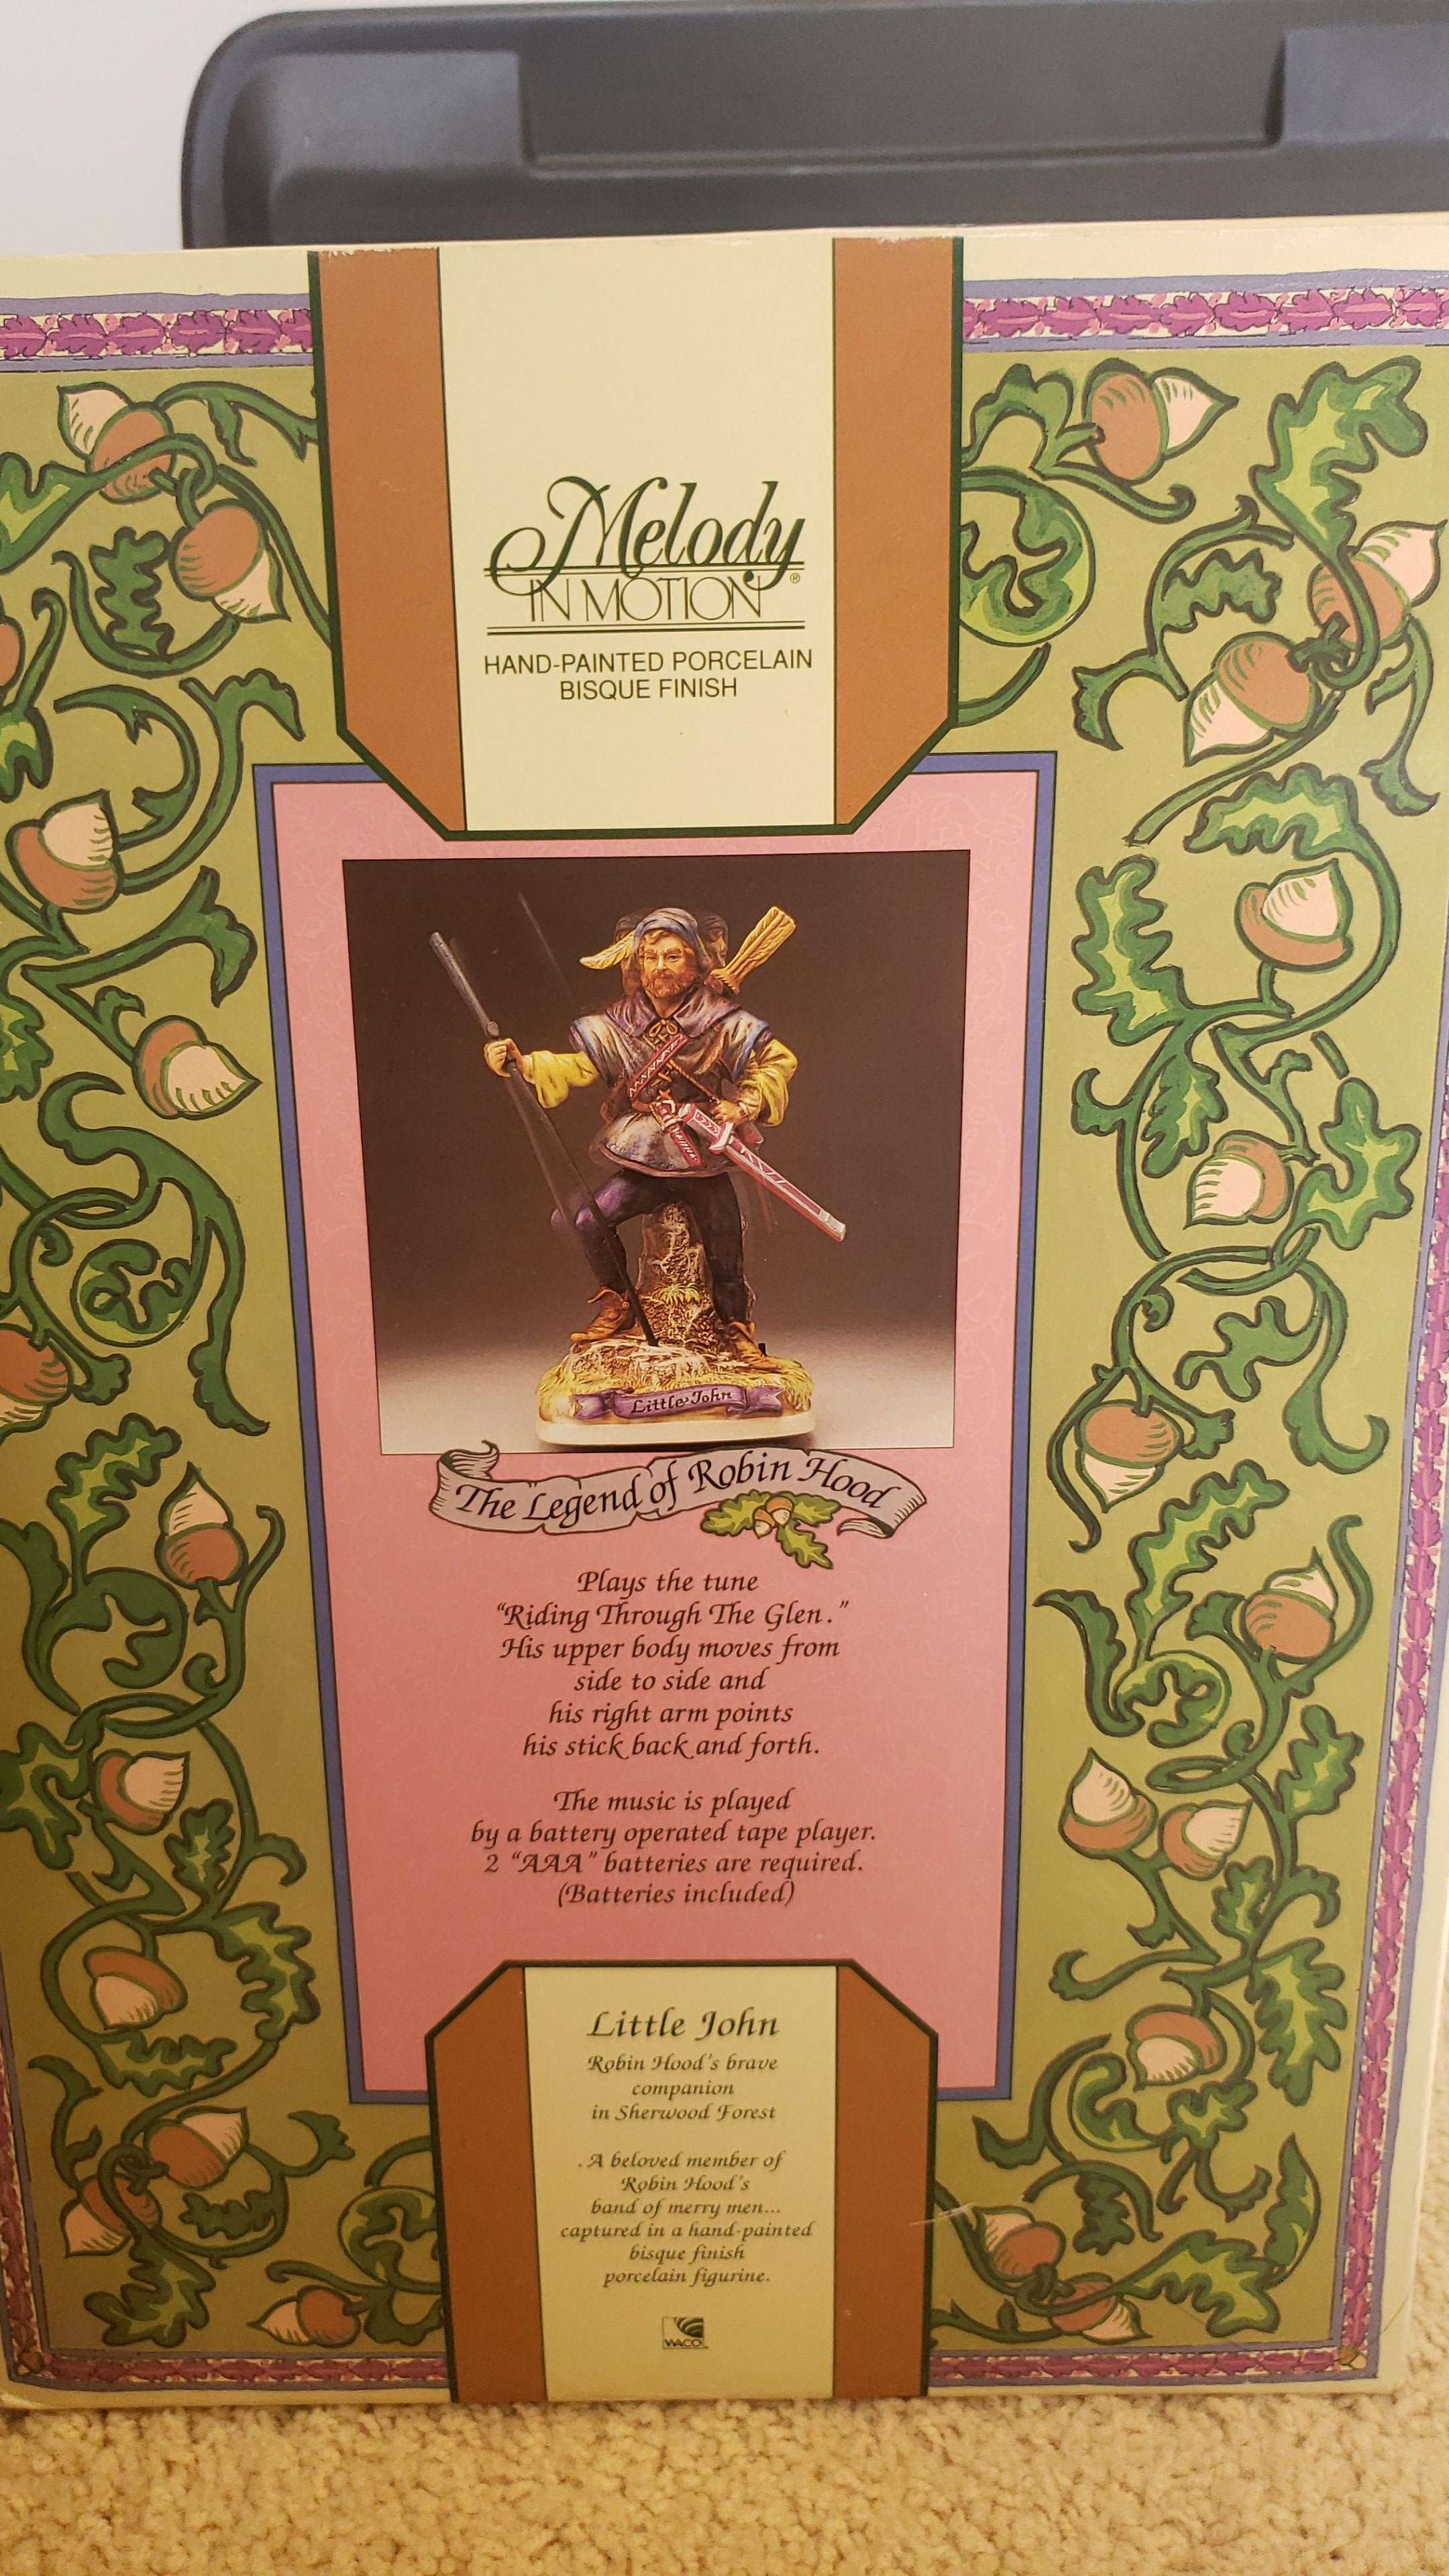 Melody
IN MOTION®
HAND-PAINTED PORCELAIN
BISQUE FINISH
Little John
The Legend of Robin Hood
Plays the tune
"Riding Through The Glen."
His upper body moves from
side to side and
his right arm points
his stick back and forth.
The music is played
by a battery operated tape player.
2 "AAA" batteries are required.
(Batteries included)
Little John
Robin Hood's brave
companion
in Sherwood Forest
A beloved member of
Robin Hood's
band of merry men...
captured in a hand-painted
bisque finish
porcelain figurine.
WACO